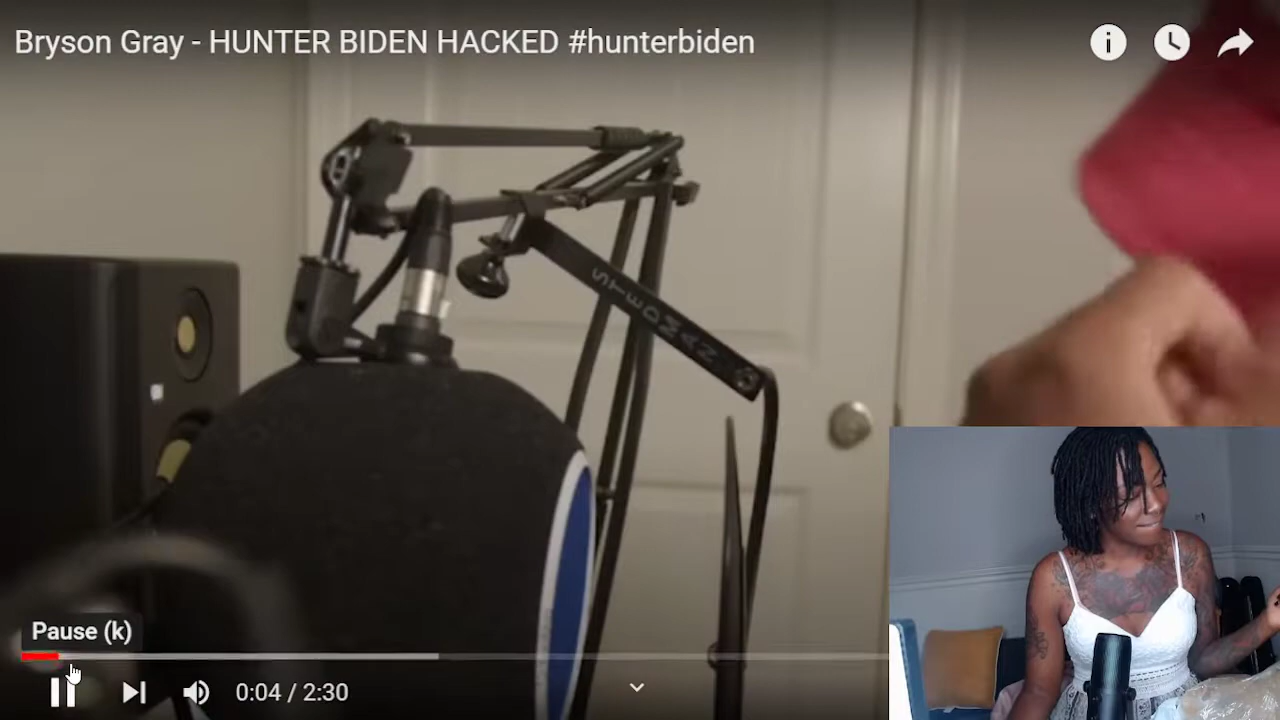 Bryson Gray - HUNTER BIDEN HACKED #hunterbiden
STEDMAN
Pause (k)
0:04 / 2:30